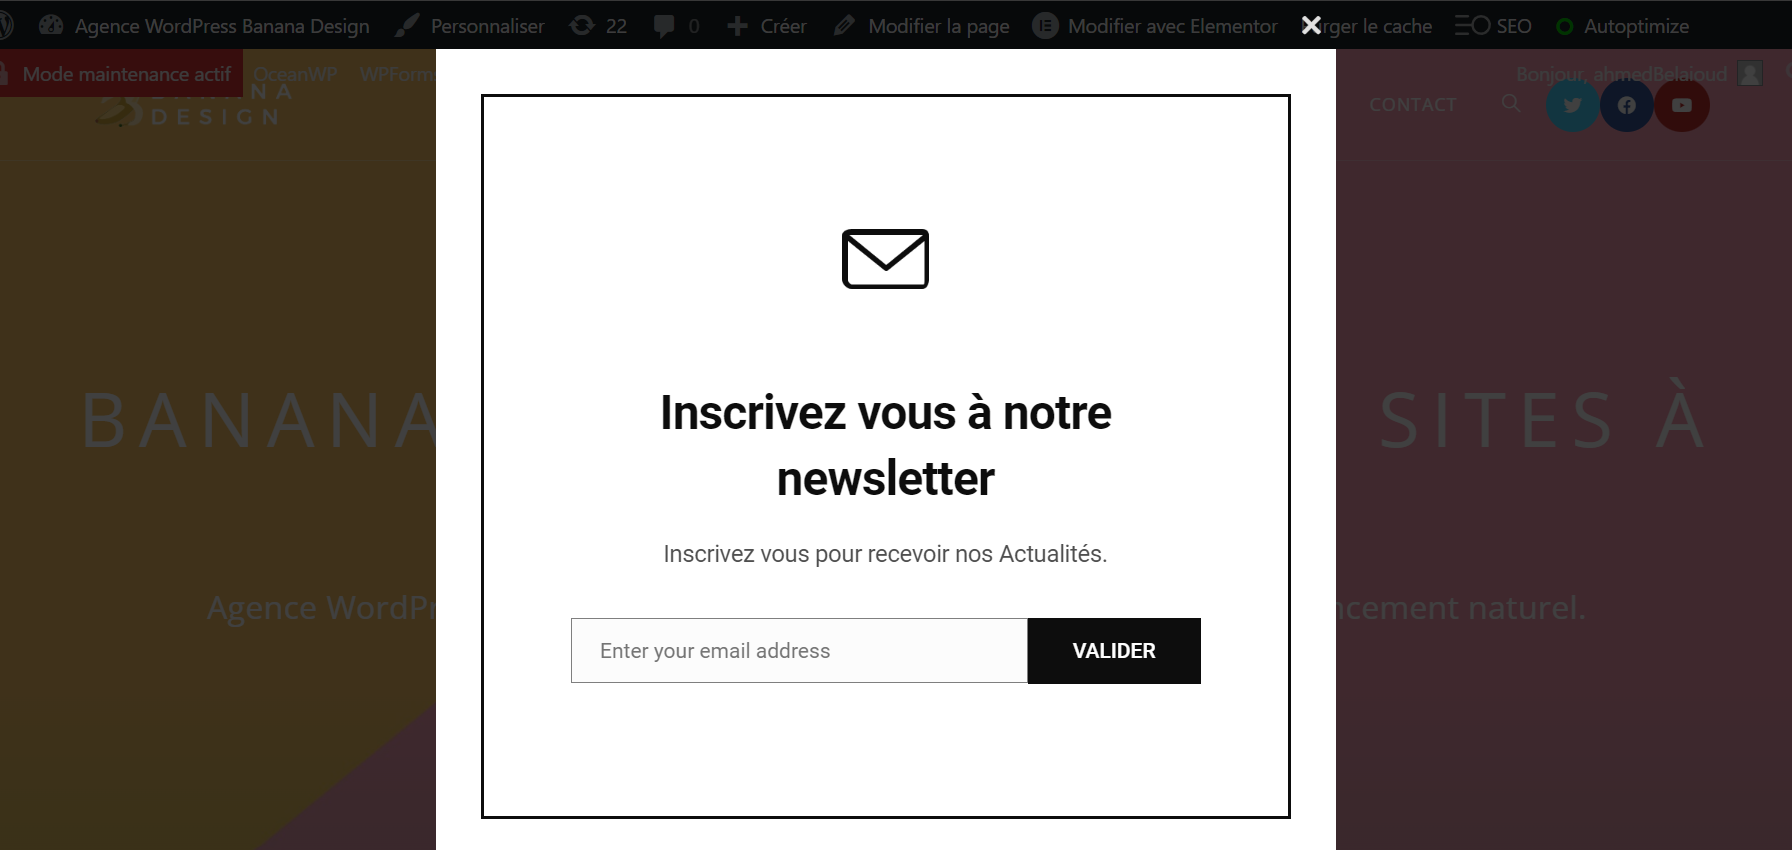 Agence WordPress Banana Design Personnaliser 22 0 Créer Modifier la page Modifier avec Elementor rger le cache SEO Autoptimize
Mode maintenance actif OceanWP WPForms Bonjour, ahmedBelaioud
DESIGN
CONTACT
Inscrivez vous à notre
newsletter
BANANA SITES À
Inscrivez vous pour recevoir nos Actualités.
Agence WordPr ncement naturel.
Enter your email address VALIDER